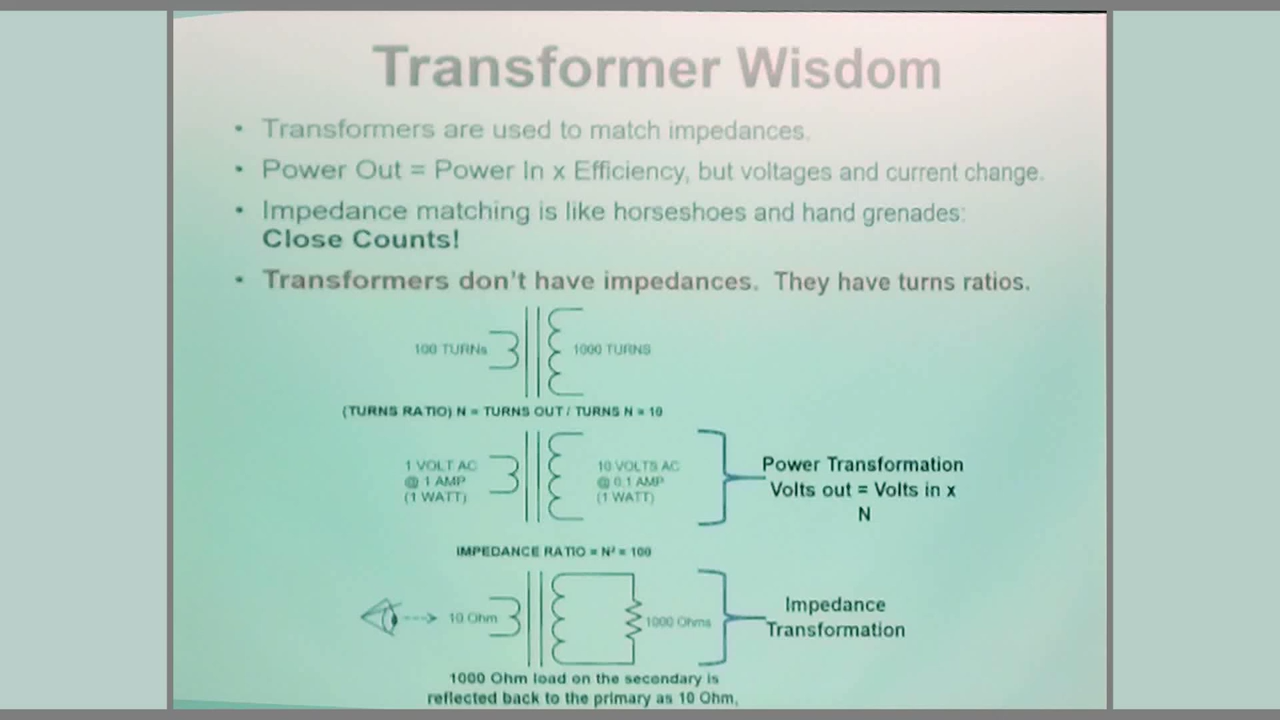 Transformer Wisdom
• Transformers are used to match impedances.
• Power Out = Power In x Efficiency, but voltages and current change.
• Impedance matching is like horseshoes and hand grenades:
Close Counts!
• Transformers don't have impedances. They have turns ratios.
100 TURNs
1000 TURNS
(TURNS RATIO) N = TURNS OUT / TURNS N = 10
1 VOLT AC
@ 1 AMP
(1 WATT)
10 VOLTS AC
@ 0.1 AMP
(1 WATT)
Power Transformation
Volts out = Volts in x
N
IMPEDANCE RATIO = N² = 100
10 Ohm
1000 Ohms
Impedance
Transformation
1000 Ohm load on the secondary is
reflected back to the primary as 10 Ohm,